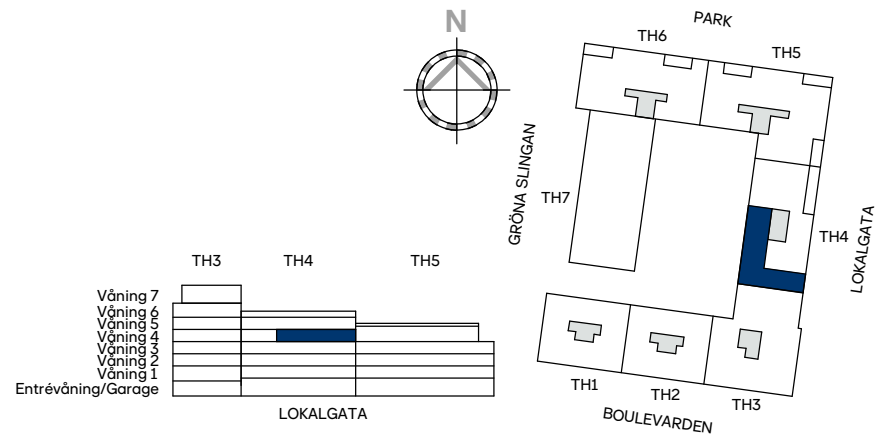 N
PARK
TH6
TH5
GRÖNA SLINGAN
TH7
TH4
LOKALGATA
TH3
TH4
TH5
Våning 7
Våning 6
Våning 5
Våning 4
Våning 3
Våning 2
Våning 1
Entrévåning/Garage
LOKALGATA
TH1
TH2
TH3
BOULEVARDEN